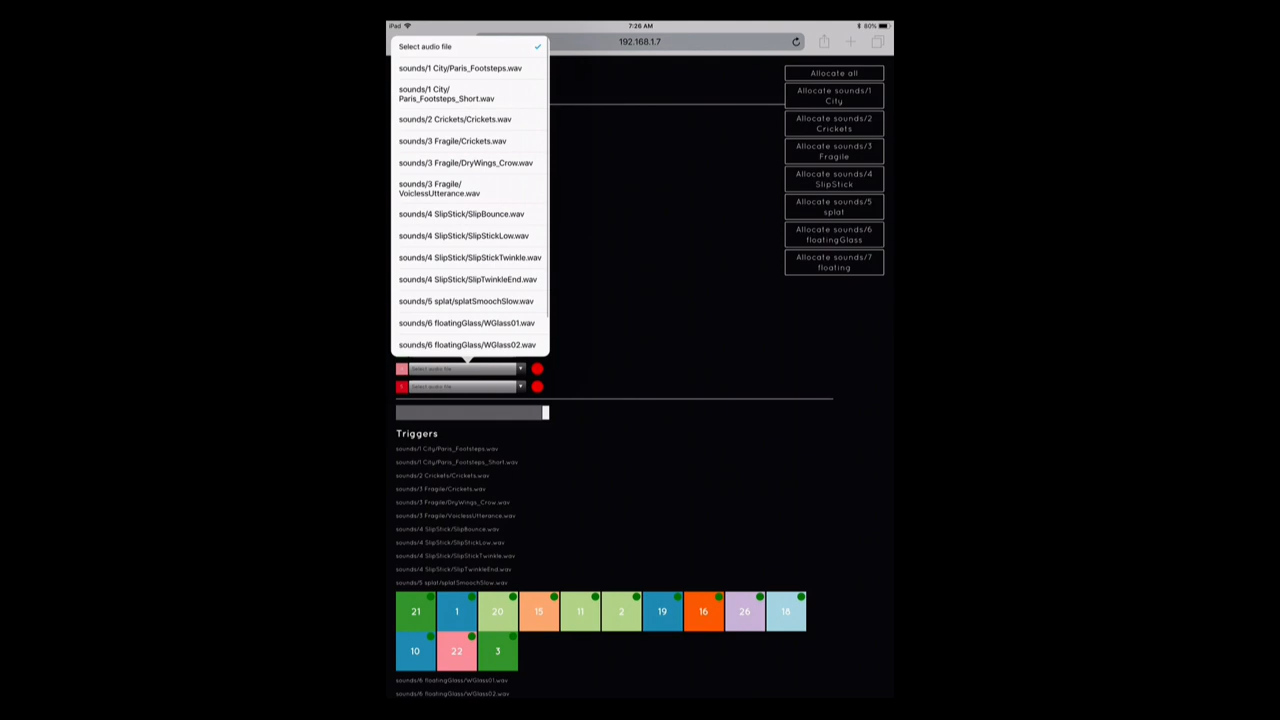 iPad
7:26 AM
80%
192.168.1.7
Select audio file
sounds/1 City/Paris_Footsteps.wav
sounds/1 City/
Paris_Footsteps_Short.wav
sounds/2 Crickets/Crickets.wav
sounds/3 Fragile/Crickets.wav
sounds/3 Fragile/DryWings_Crow.wav
sounds/3 Fragile/
VoiclessUtterance.wav
sounds/4 SlipStick/SlipBounce.wav
sounds/4 SlipStick/SlipStickLow.wav
sounds/4 SlipStick/SlipStickTwinkle.wav
sounds/4 SlipStick/SlipTwinkleEnd.wav
sounds/5 splat/splatSmoochSlow.wav
sounds/6 floatingGlass/WGlass01.wav
sounds/6 floatingGlass/WGlass02.wav
Allocate all
Allocate sounds/1
City
Allocate sounds/2
Crickets
Allocate sounds/3
Fragile
Allocate sounds/4
SlipStick
Allocate sounds/5
splat
Allocate sounds/6
floatingGlass
Allocate sounds/7
floating
Select audio file
Select audio file
Triggers
sounds/1 City/Paris_Footsteps.wav
sounds/1 City/Paris_Footsteps_Short.wav
sounds/2 Crickets/Crickets.wav
sounds/3 Fragile/Crickets.wav
sounds/3 Fragile/DryWings_Crow.wav
sounds/3 Fragile/VoiclessUtterance.wav
sounds/4 SlipStick/SlipBounce.wav
sounds/4 SlipStick/SlipStickLow.wav
sounds/4 SlipStick/SlipStickTwinkle.wav
sounds/4 SlipStick/SlipTwinkleEnd.wav
sounds/5 splat/splatSmoochSlow.wav
21 1 20 15 11 2 19 16 26 18
10 22 3
sounds/6 floatingGlass/WGlass01.wav
sounds/6 floatingGlass/WGlass02.wav